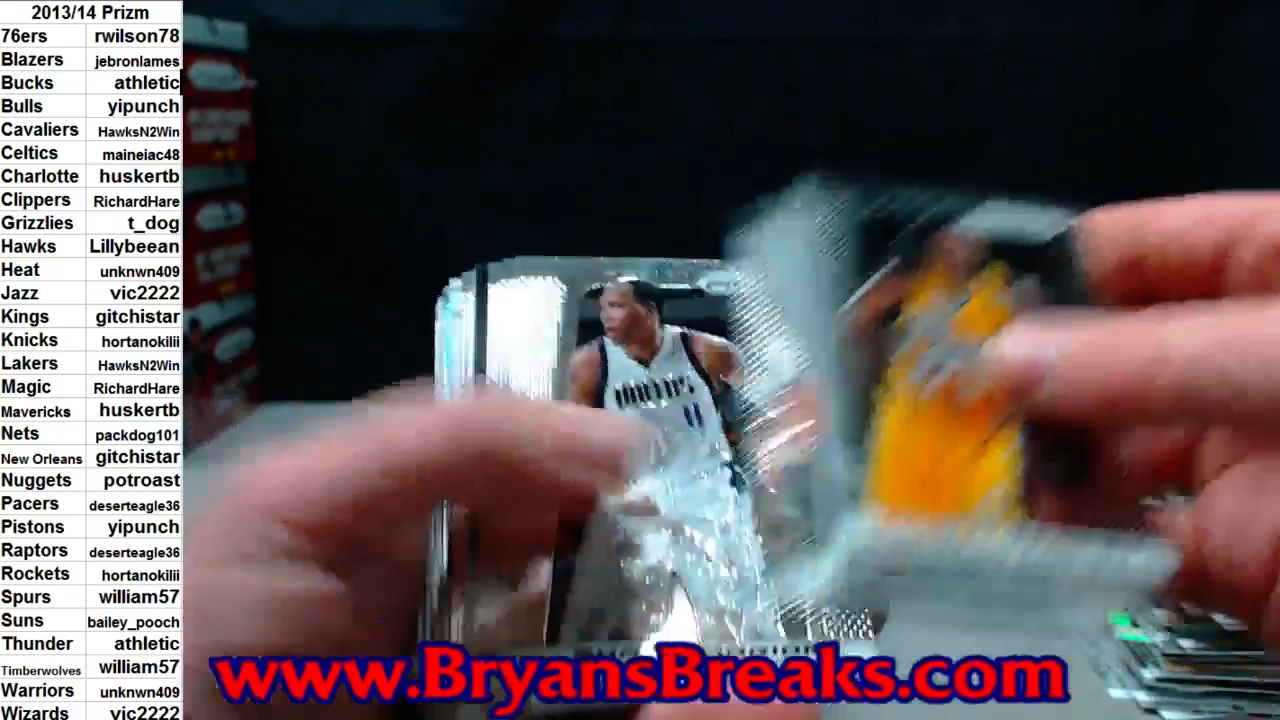 2013/14 Prizm
76ers rwilson78
Blazers jebronlames
Bucks athletic
Bulls yipunch
Cavaliers HawksN2Win
Celtics maineiac48
Charlotte huskertb
Clippers RichardHare
Grizzlies t_dog
Hawks Lillybeean
Heat unknwn409
Jazz vic2222
Kings gitchistar
Knicks hortanokilii
Lakers HawksN2Win
Magic RichardHare
Mavericks huskertb
Nets packdog101
New Orleans gitchistar
Nuggets potroast
Pacers deserteagle36
Pistons yipunch
Raptors deserteagle36
Rockets hortanokilii
Spurs william57
Suns bailey_pooch
Thunder athletic
Timberwolves william57
Warriors unknwn409
Wizards vic2222
11
www.BryansBreaks.com